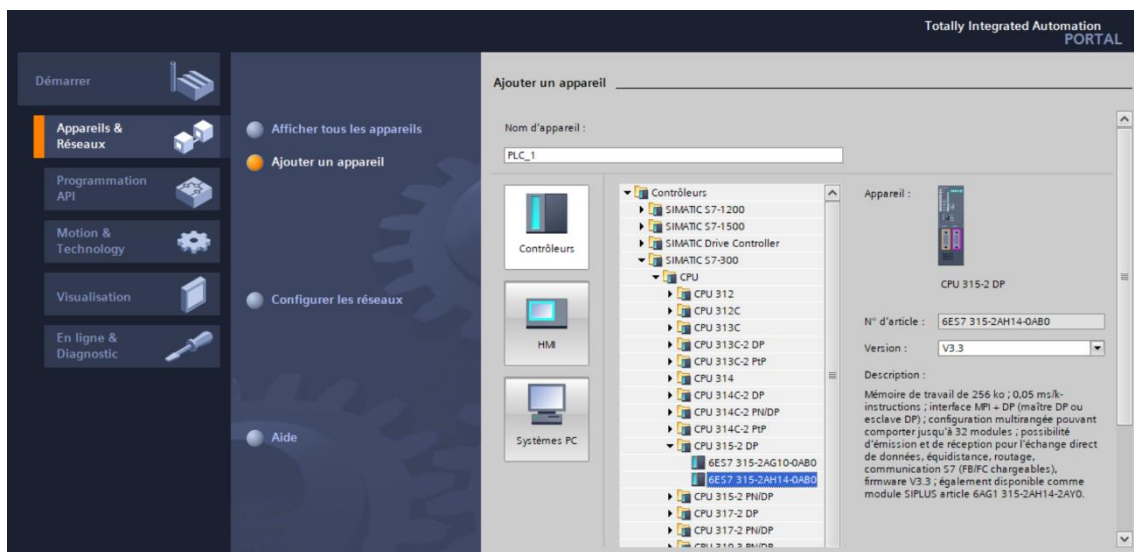 Totally Integrated Automation
PORTAL
Démarrer
Appareils &
Réseaux
Programmation
API
Motion &
Technology
Visualisation
En ligne &
Diagnostic
Afficher tous les appareils
Ajouter un appareil
Configurer les réseaux
Aide
Ajouter un appareil
Nom d'appareil :
PLC_1
Contrôleurs
HMI
Systèmes PC
Contrôleurs
SIMATIC S7-1200
SIMATIC S7-1500
SIMATIC Drive Controller
SIMATIC S7-300
CPU
CPU 312
CPU 312C
CPU 313C
CPU 313C-2 DP
CPU 313C-2 PtP
CPU 314
CPU 314C-2 DP
CPU 314C-2 PN/DP
CPU 314C-2 PtP
CPU 315-2 DP
6ES7 315-2AG10-0AB0
6ES7 315-2AH14-0AB0
CPU 315-2 PN/DP
CPU 317-2 DP
CPU 317-2 PN/DP
CPU 319-3 PN/DP
Appareil :
CPU 315-2 DP
N° d'article :
6ES7 315-2AH14-0AB0
Version :
V3.3
Description :
Mémoire de travail de 256 ko ; 0,05 ms/k-
instructions ; interface MPI + DP (maître DP ou
esclave DP) ; configuration multirangée pouvant
comporter jusqu'à 32 modules ; possibilité
d'émission et de réception pour l'échange direct
de données, équidistance, routage,
communication S7 (FB/FC chargeables),
firmware V3.3 ; également disponible comme
module SIPLUS article 6AG1 315-2AH14-2AY0.